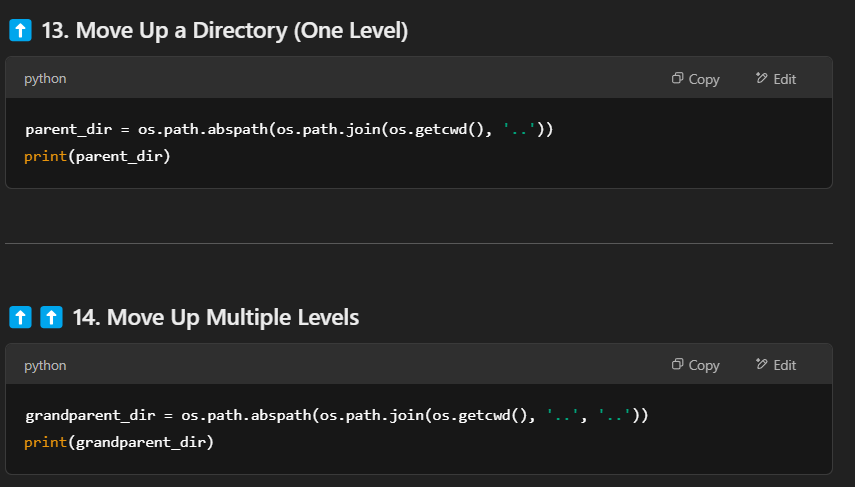 ⬆️ 13. Move Up a Directory (One Level)
python
Copy
Edit
parent_dir = os.path.abspath(os.path.join(os.getcwd(), '..'))
print(parent_dir)
⬆️ ⬆️ 14. Move Up Multiple Levels
python
Copy
Edit
grandparent_dir = os.path.abspath(os.path.join(os.getcwd(), '..', '..'))
print(grandparent_dir)